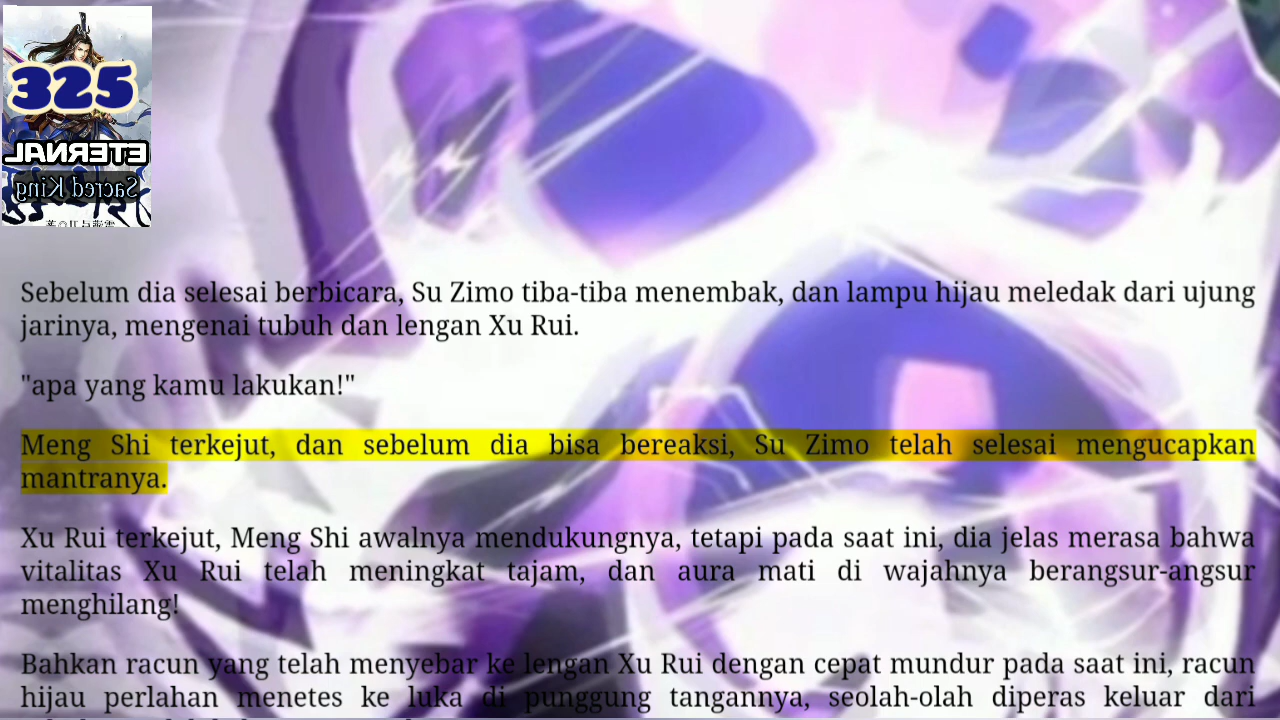 325
ETERNAL
Sacred King
Sebelum dia selesai berbicara, Su Zimo tiba-tiba menembak, dan lampu hijau meledak dari ujung
jarinya, mengenai tubuh dan lengan Xu Rui.
"apa yang kamu lakukan!"
Meng Shi terkejut, dan sebelum dia bisa bereaksi, Su Zimo telah selesai mengucapkan
mantranya.
Xu Rui terkejut, Meng Shi awalnya mendukungnya, tetapi pada saat ini, dia jelas merasa bahwa
vitalitas Xu Rui telah meningkat tajam, dan aura mati di wajahnya berangsur-angsur
menghilang!
Bahkan racun yang telah menyebar ke lengan Xu Rui dengan cepat mundur pada saat ini, racun
hijau perlahan menetes ke luka di punggung tangannya, seolah-olah diperas keluar dari